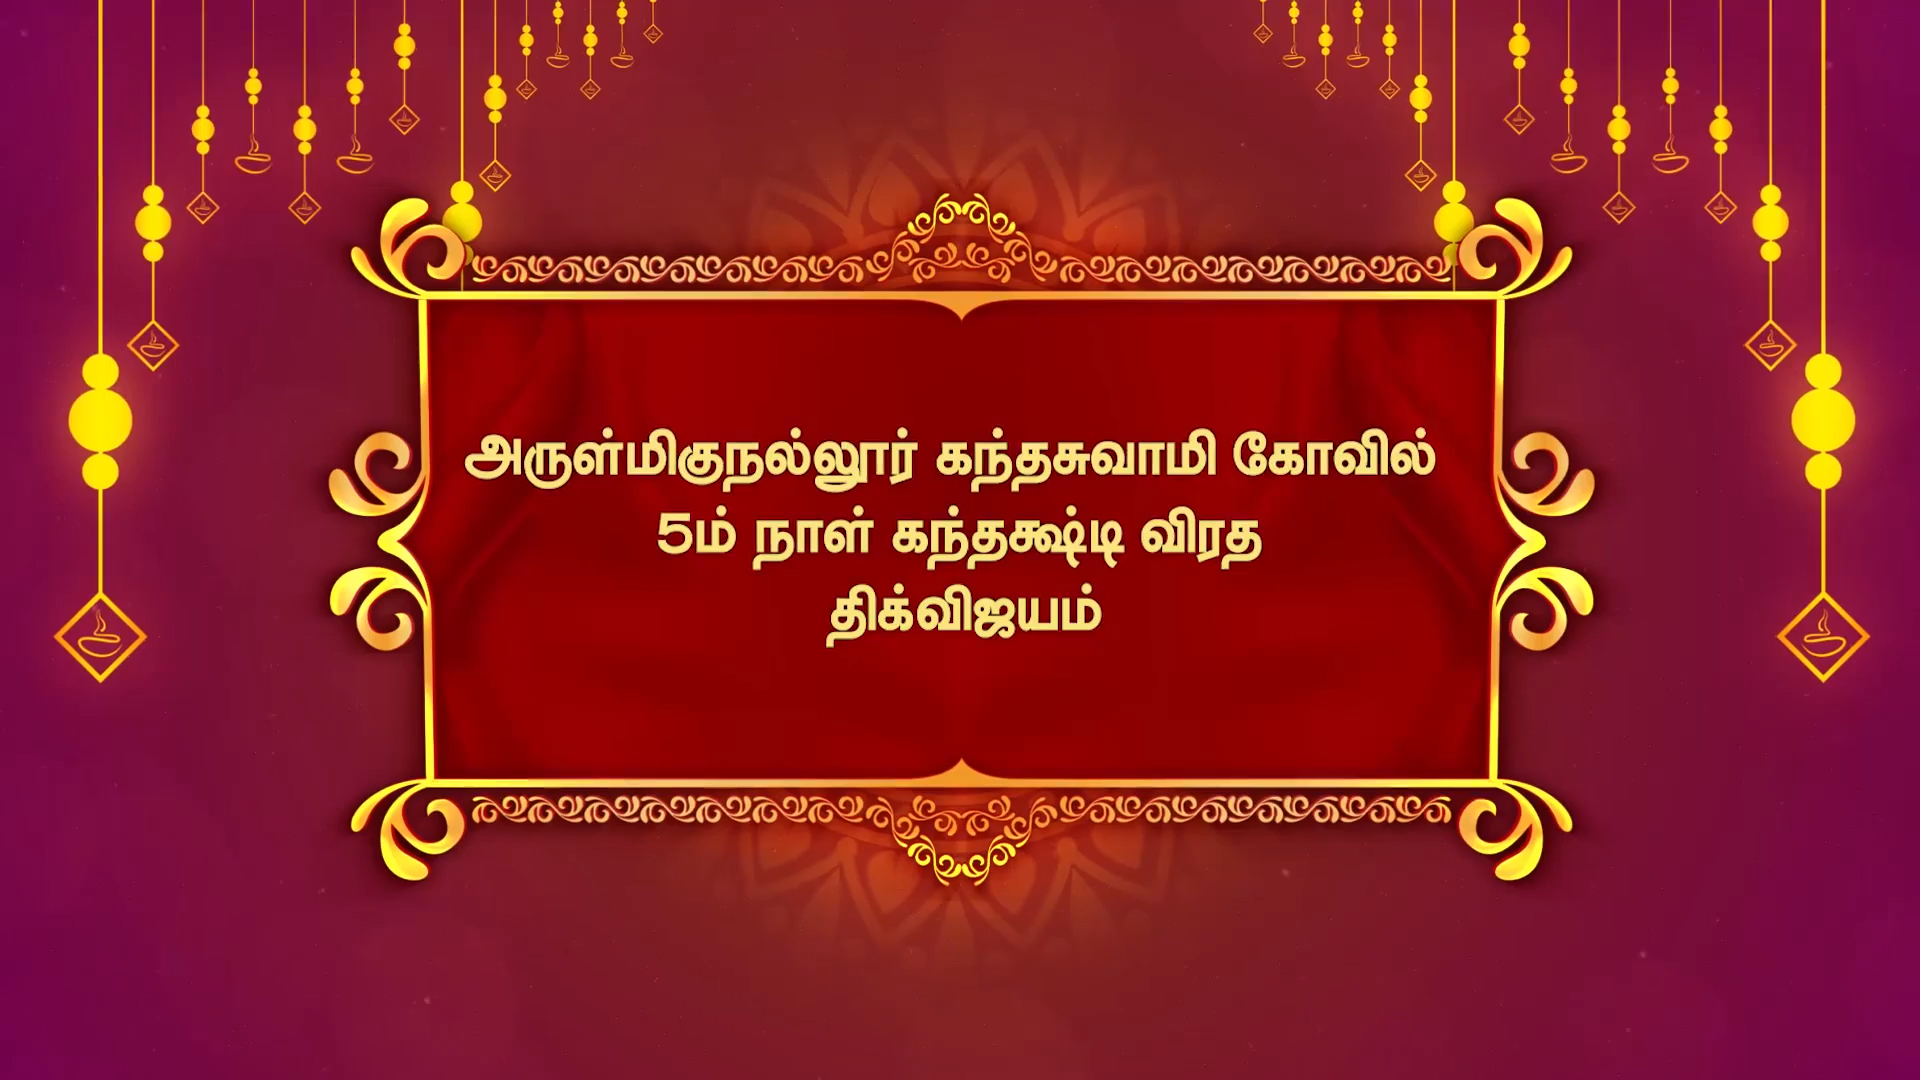 அருள்மிகுநல்லூர் கந்தசுவாமி கோவில்
5ம் நாள் கந்தக்ஷ்டி விரத
திக்விஜயம்